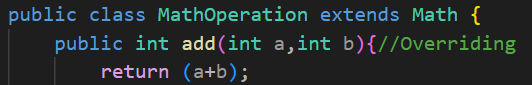 public class MathOperation extends Math {
    public int add(int a,int b){//Overriding
        return (a+b);